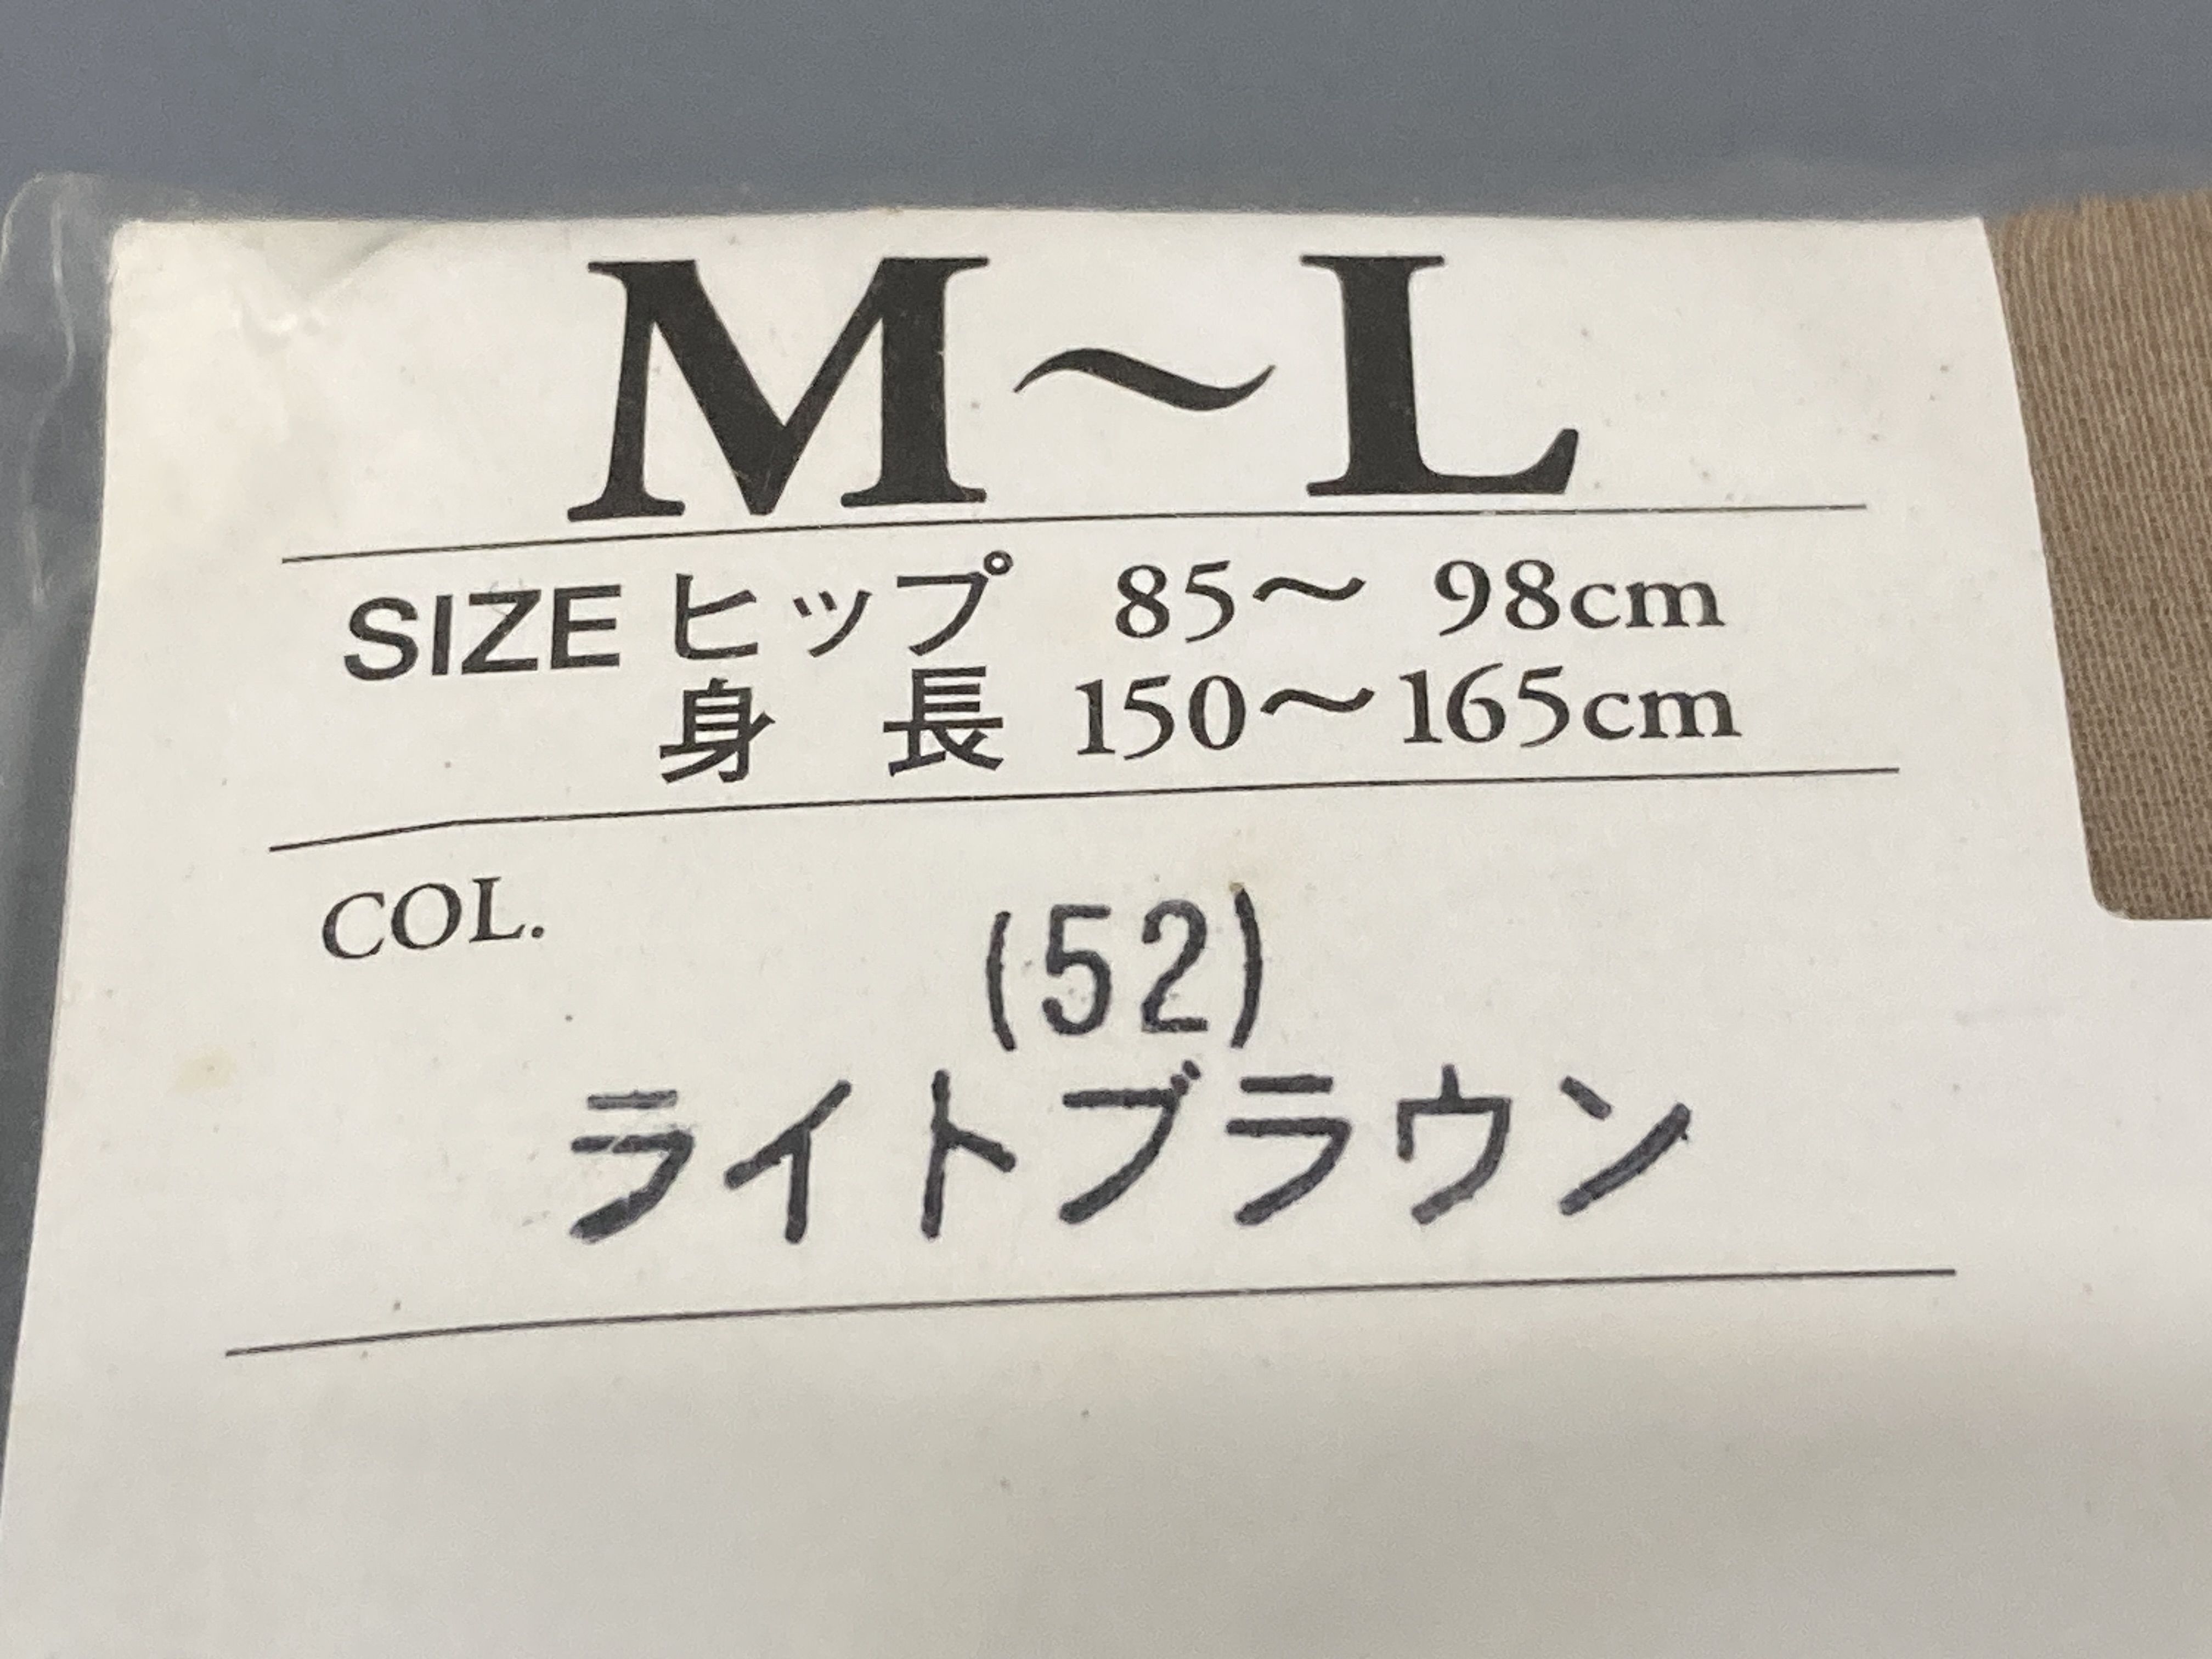 M～L
SIZE ヒップ 85～ 98cm
身 長 150～165cm
COL.
(52)
ライトブラウン